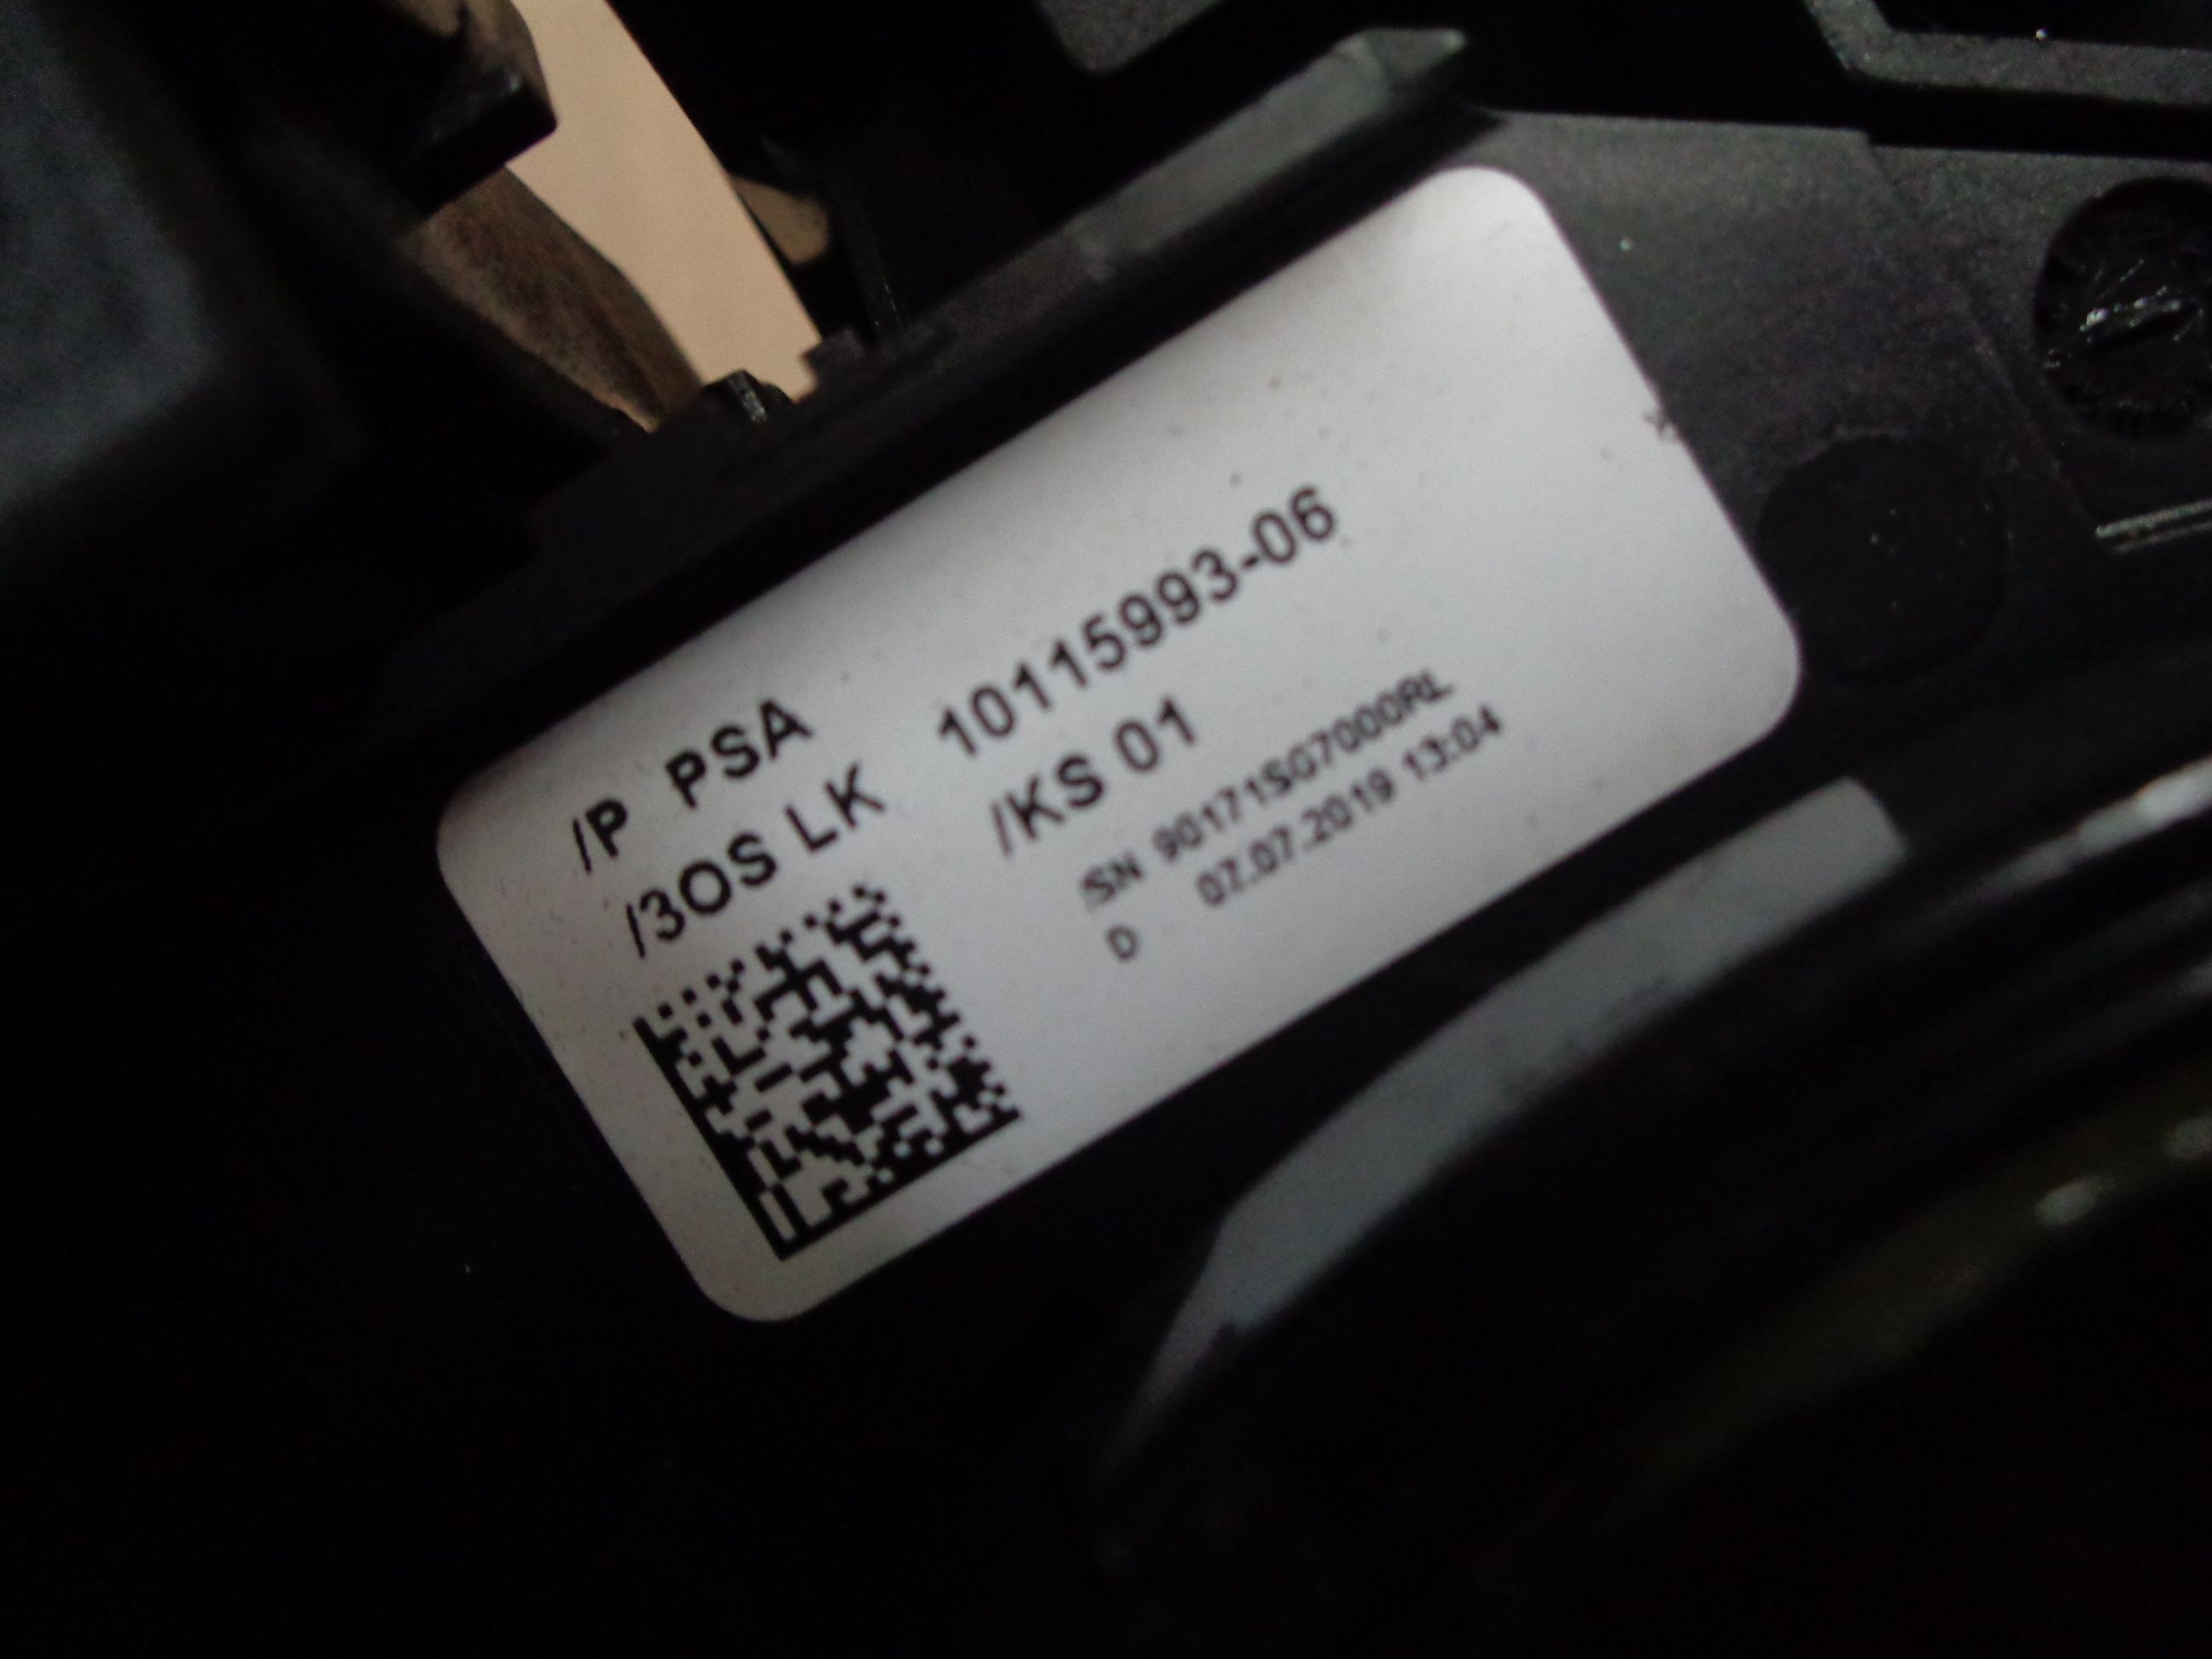 /P PSA
/3OS LK 10115993-06
/KS 01
SN 90171SG7000RL
D 07.07.2019 13:04